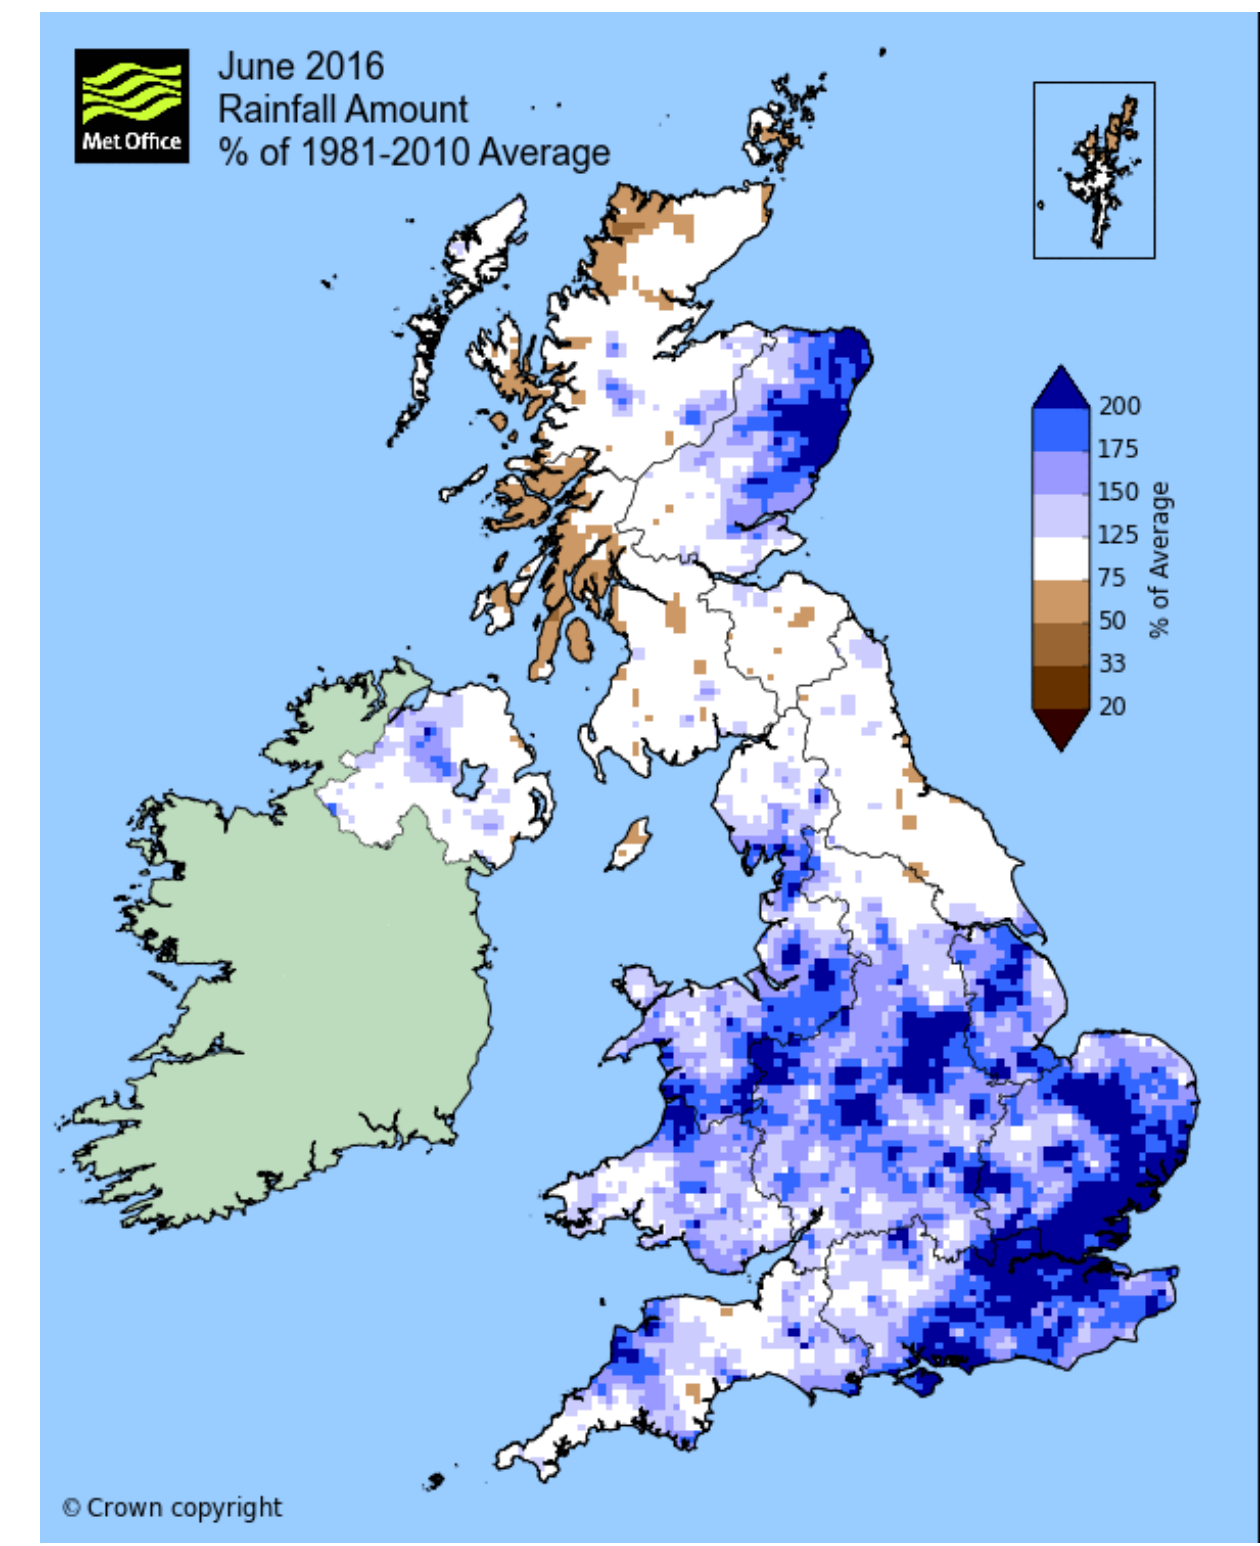 June 2016
Rainfall Amount
% of 1981-2010 Average
Met Office
200
175
150
125
75
50
33
20
% of Average
© Crown copyright